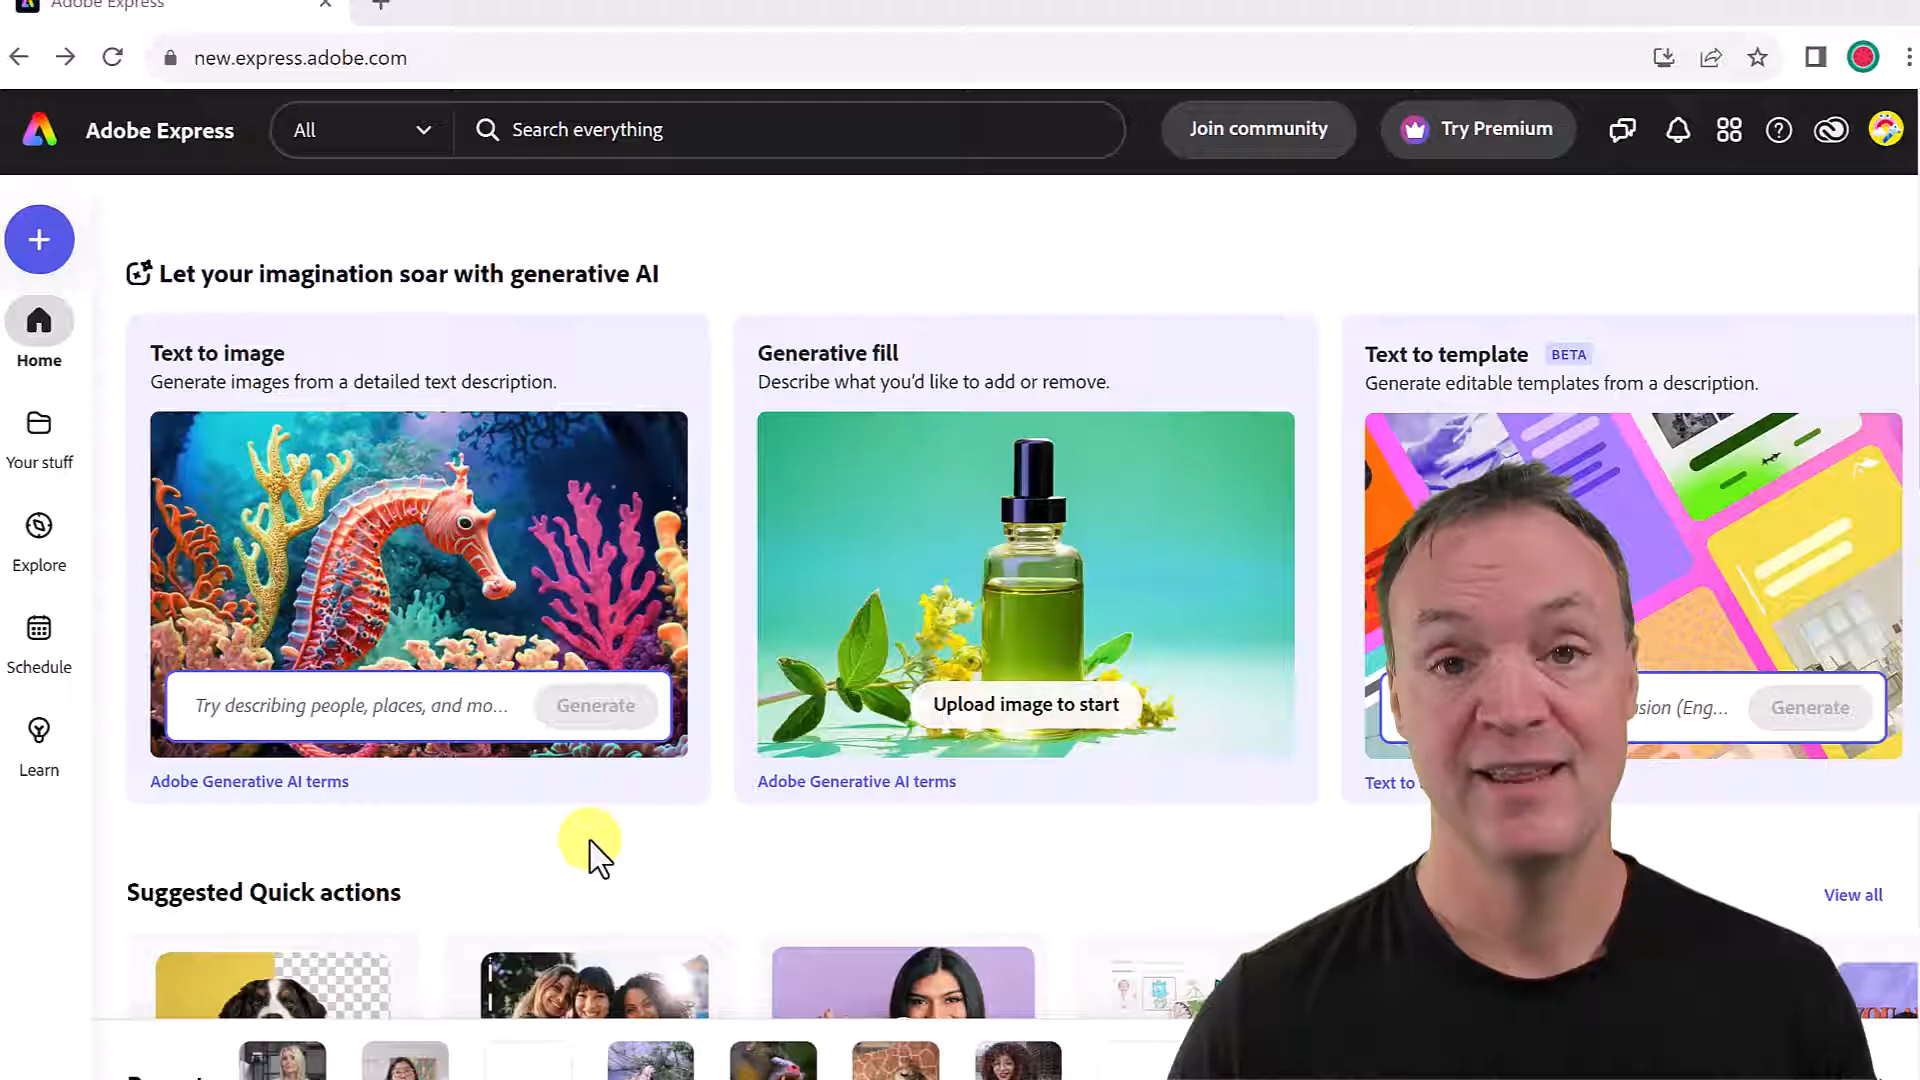 Adobe Express
new.express.adobe.com
Adobe Express
All
Search everything
Join community
Try Premium
Let your imagination soar with generative AI
Home
Your stuff
Explore
Schedule
Learn
Text to image
Generate images from a detailed text description.
Try describing people, places, and mo...
Generate
Adobe Generative AI terms
Generative fill
Describe what you'd like to add or remove.
Upload image to start
Adobe Generative AI terms
Text to template BETA
Generate editable templates from a description.
(Eng...
Generate
Text to
Suggested Quick actions
View all